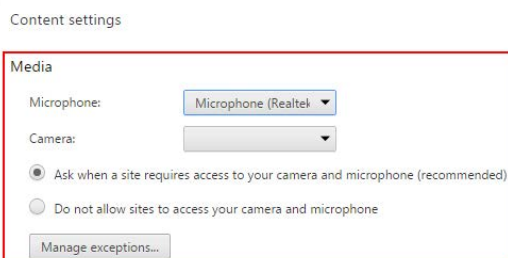 Content settings
Media
Microphone:
Microphone (Realtek
Camera:
Ask when a site requires access to your camera and microphone (recommended)
Do not allow sites to access your camera and microphone
Manage exceptions...